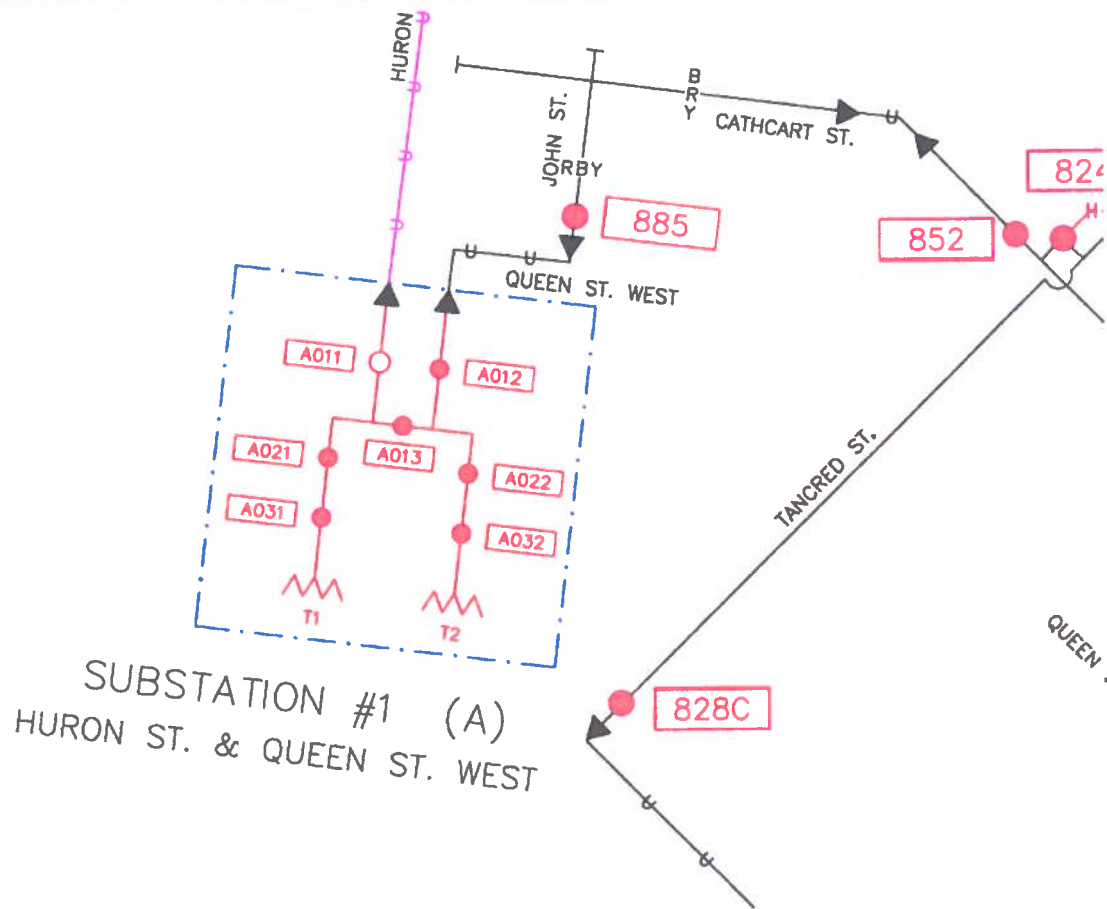 HURON
B
R
Y
CATHCART ST.
JOHN ST.
ORBY
885
852
U
U U
QUEEN ST. WEST
A011
A012
A013
A021
A022
A031
A032
T1
T2
TANCRED ST.
828C
QUEEN
SUBSTATION #1 (A)
HURON ST. & QUEEN ST. WEST